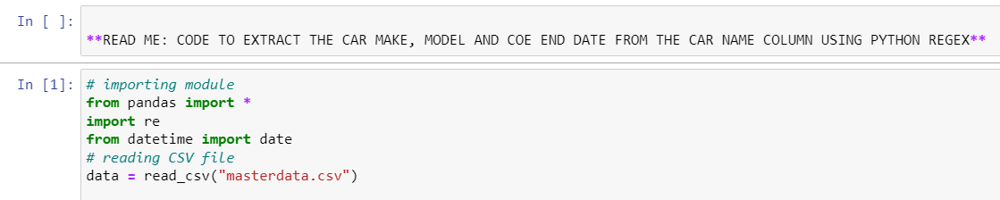 In [ ]:
**READ ME: CODE TO EXTRACT THE CAR MAKE, MODEL AND COE END DATE FROM THE CAR NAME COLUMN USING PYTHON REGEX**
In [1]: # importing module
from pandas import *
import re
from datetime import date
# reading CSV file
data = read_csv("masterdata.csv")